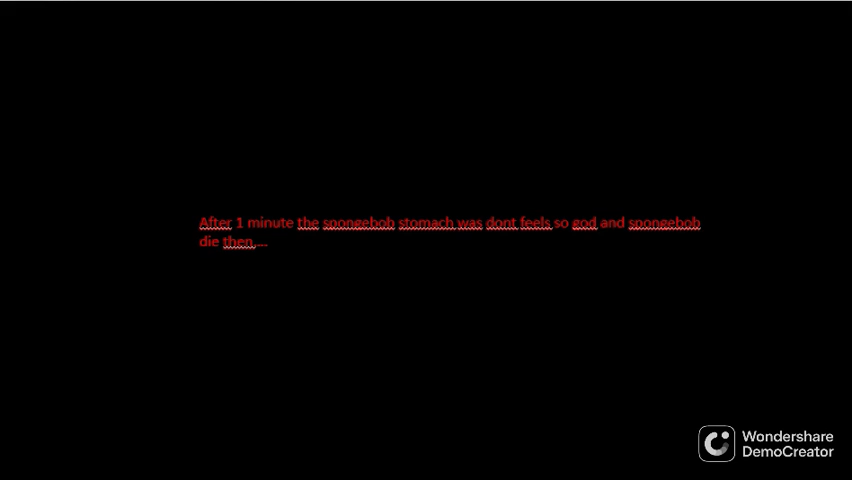 After 1 minute the spongebob stomach was dont feels so god and spongebob
die then....
Wondershare
DemoCreator